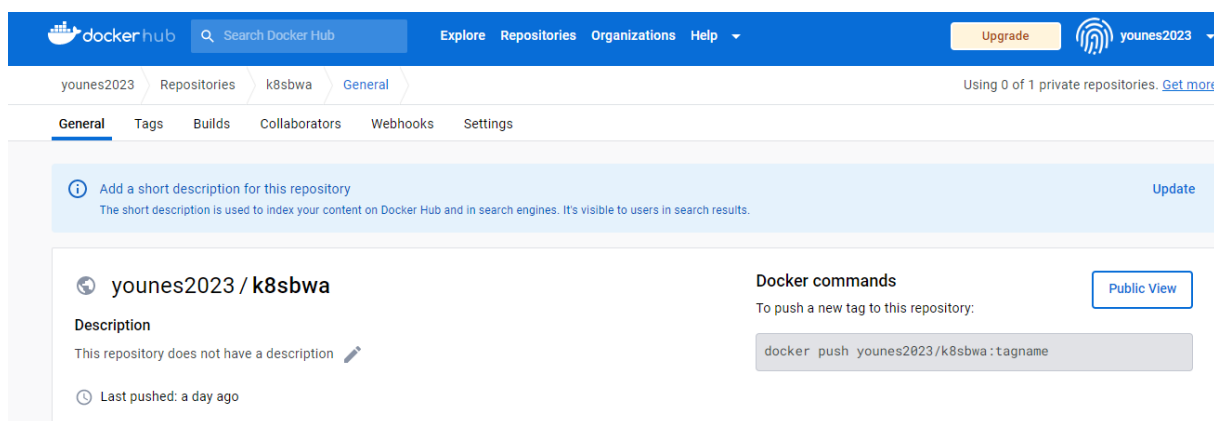 dockerhub Search Docker Hub Explore Repositories Organizations Help Upgrade younes2023
younes2023 Repositories k8sbwa General Using 0 of 1 private repositories. Get more
General Tags Builds Collaborators Webhooks Settings
Add a short description for this repository Update
The short description is used to index your content on Docker Hub and in search engines. It's visible to users in search results.
younes2023 / k8sbwa
Description
This repository does not have a description
Last pushed: a day ago
Docker commands
Public View
To push a new tag to this repository:
docker push younes2023/k8sbwa:tagname